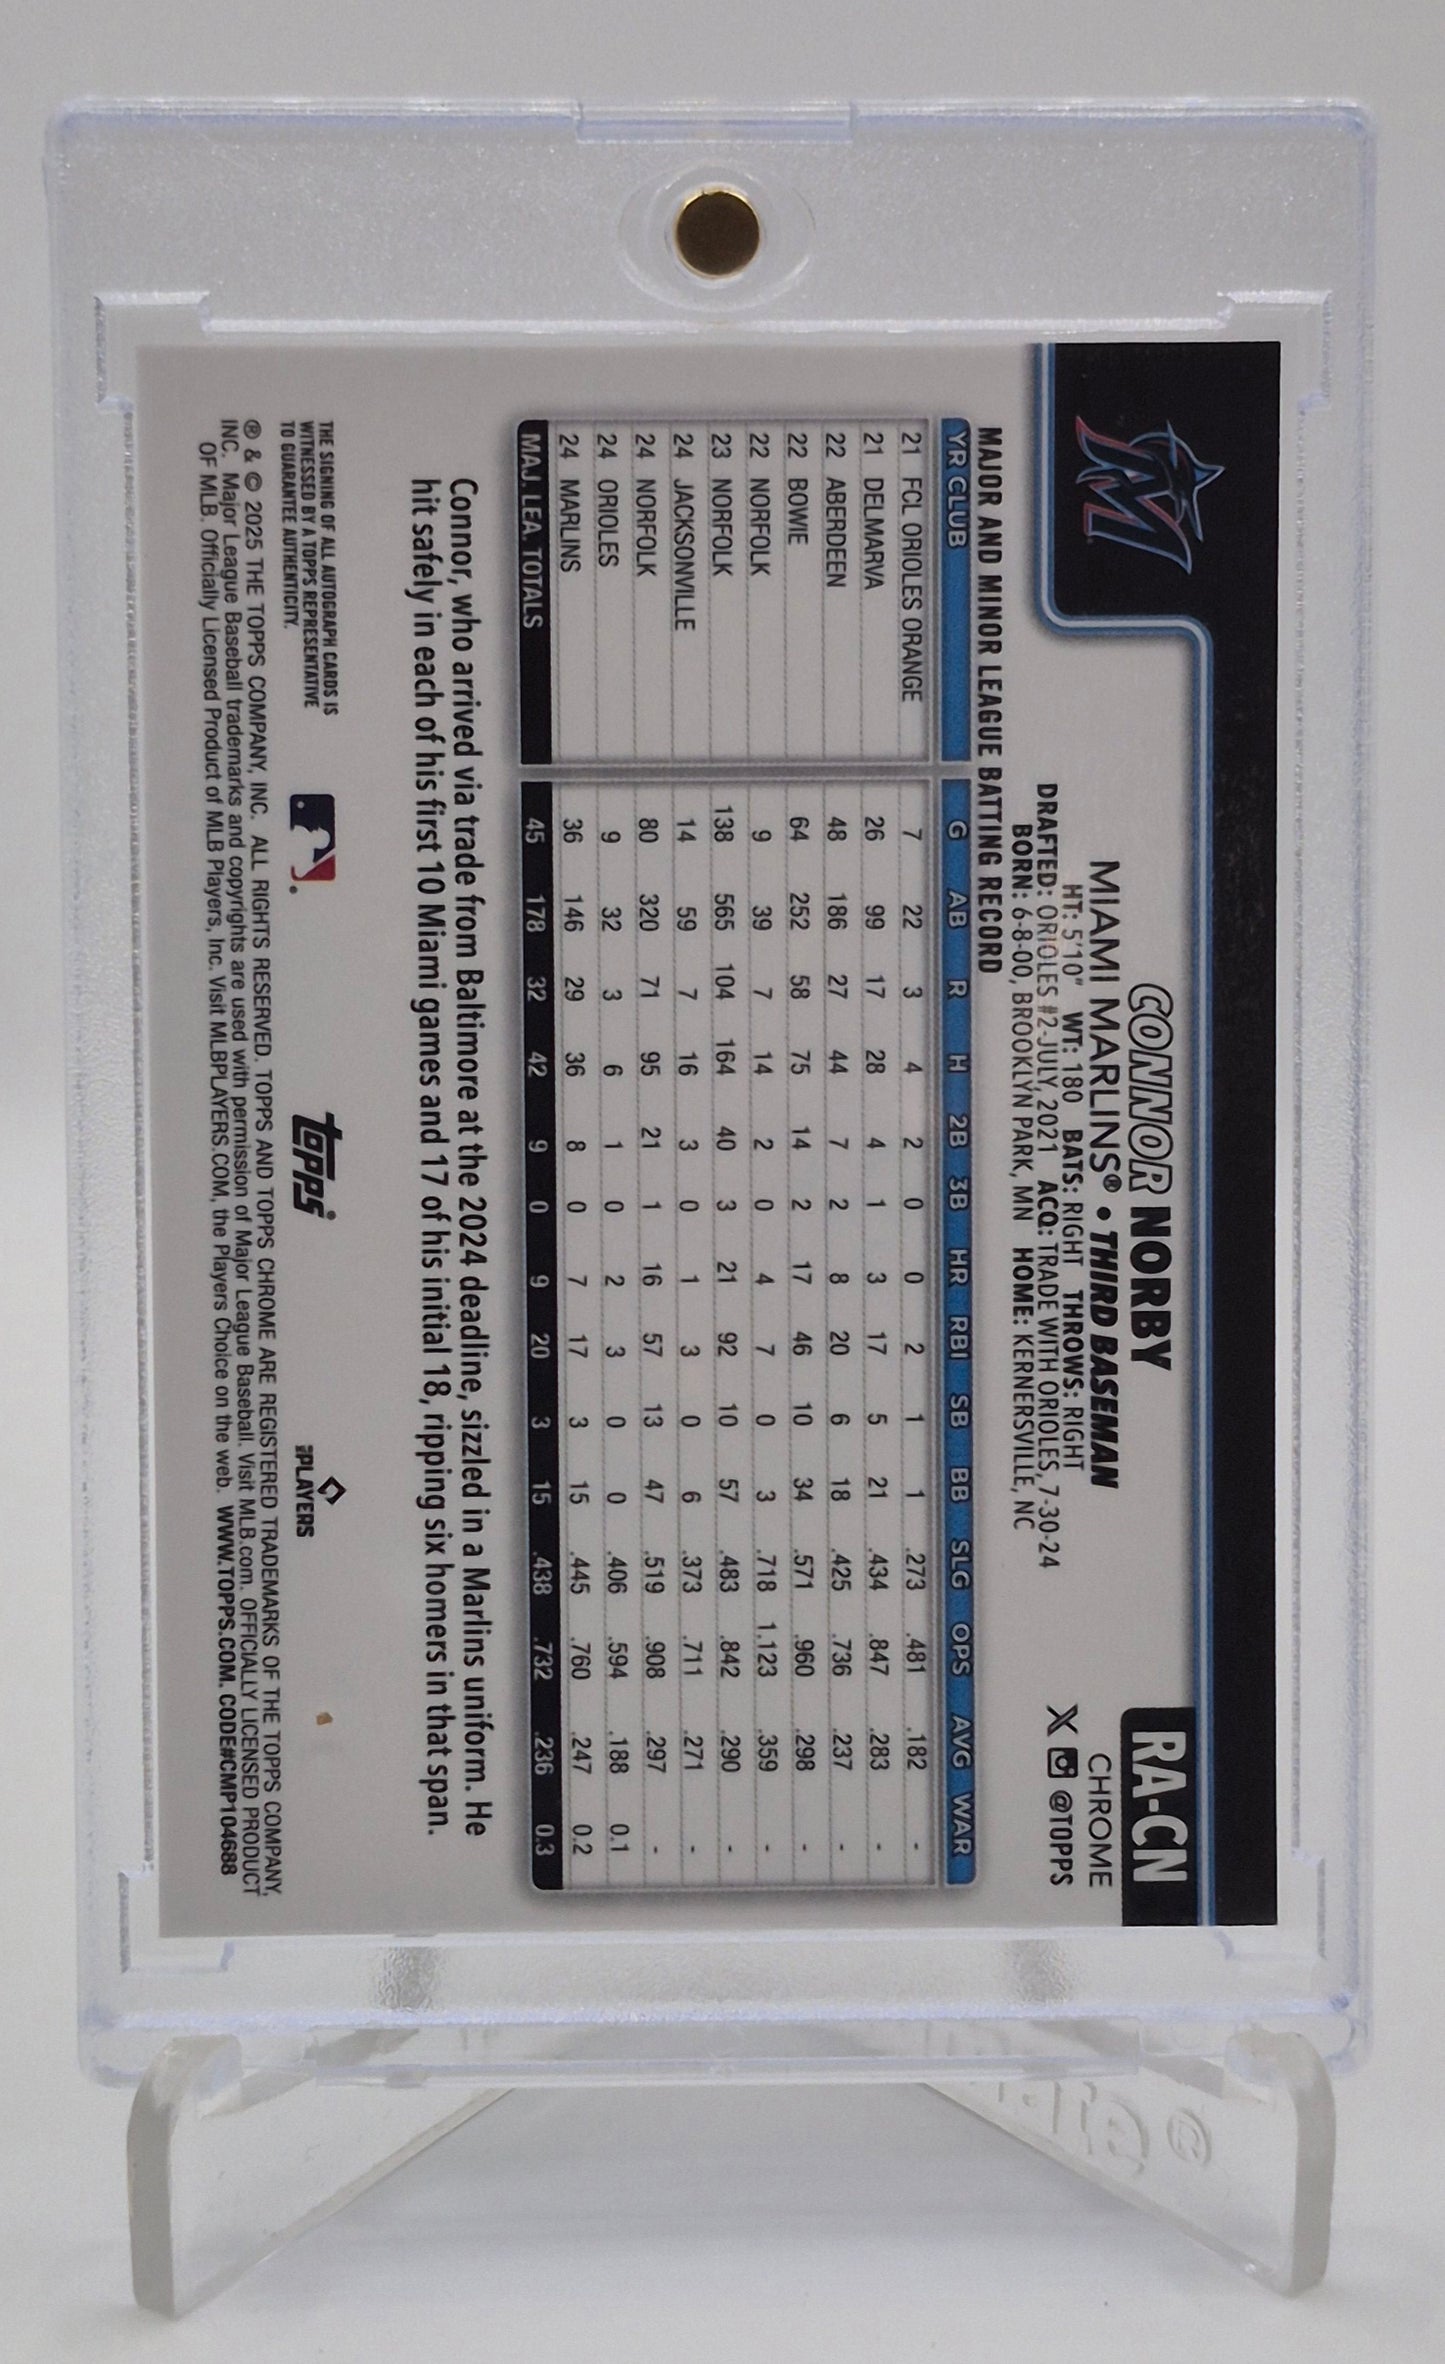 RA-CN
CHROME
@TOPPS
CONNOR NORBY
MIAMI MARLINS® • THIRD BASEMAN
HT: 5'10" WT: 180 BATS: RIGHT THROWS: RIGHT
DRAFTED: ORIOLES #2-JULY, 2021 ACQ: TRADE WITH ORIOLES, 7-30-24
BORN: 6-8-00, BROOKLYN PARK, MN HOME: KERNERSVILLE, NC
MAJOR AND MINOR LEAGUE BATTING RECORD
YR CLUB G AB R H 2B 3B HR RBI SB BB SLG OPS AVG WAR
21 FCL ORIOLES ORANGE 7 22 3 4 2 0 0 2 1 1 .273 .481 .182 -
21 DELMARVA 26 99 17 28 4 1 3 17 5 21 .434 .847 .283 -
22 ABERDEEN 48 186 27 44 7 2 8 20 6 18 .425 .736 .237 -
22 BOWIE 64 252 58 75 14 2 17 46 10 34 .571 .960 .298 -
22 NORFOLK 9 39 7 14 2 0 4 7 0 3 .718 1.123 .359 -
23 NORFOLK 138 565 104 164 40 3 21 92 10 57 .483 .842 .290 -
24 JACKSONVILLE 14 59 7 16 3 0 1 3 0 6 .373 .711 .271 -
24 NORFOLK 80 320 71 95 21 1 16 57 13 47 .519 .908 .297 -
24 ORIOLES 9 32 3 6 1 0 2 3 0 0 .406 .594 .188 0.1
24 MARLINS 36 146 29 36 8 0 7 17 3 15 .445 .760 .247 0.2
MAJ. LEA. TOTALS 45 178 32 42 9 0 9 20 3 15 .438 .732 .236 0.3
Connor, who arrived via trade from Baltimore at the 2024 deadline, sizzled in a Marlins uniform. He
hit safely in each of his first 10 Miami games and 17 of his initial 18, ripping six homers in that span.
THE SIGNING OF ALL AUTOGRAPH CARDS IS
WITNESSED BY A TOPPS REPRESENTATIVE
TO GUARANTEE AUTHENTICITY.
topps®
PLAYERS
® & © 2025 THE TOPPS COMPANY, INC. ALL RIGHTS RESERVED. TOPPS AND TOPPS CHROME ARE REGISTERED TRADEMARKS OF THE TOPPS COMPANY,
INC. Major League Baseball trademarks and copyrights are used with permission of Major League Baseball. Visit MLB.com. OFFICIALLY LICENSED PRODUCT
OF MLB. Officially Licensed Product of MLB Players, Inc. Visit MLBPLAYERS.COM, the Players Choice on the web. WWW.TOPPS.COM. CODE#CMP104688